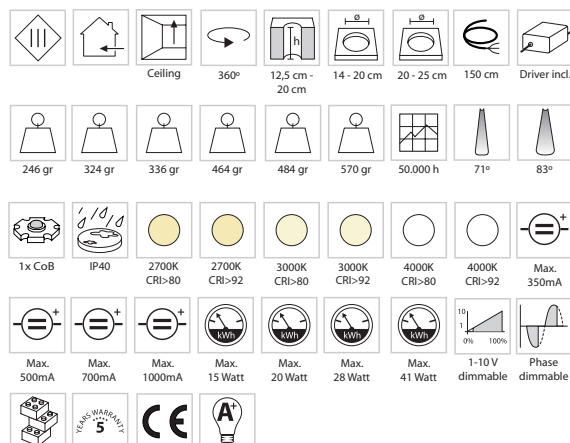 III
h
Ø
Ø
Ceiling
360º
12,5 cm -
20 cm
14 - 20 cm
20 - 25 cm
150 cm
Driver incl.
246 gr
324 gr
336 gr
464 gr
484 gr
570 gr
50.000 h
71º
83º
1x CoB
IP40
2700K
CRI>80
2700K
CRI>92
3000K
CRI>80
3000K
CRI>92
4000K
CRI>80
4000K
CRI>92
+
Max.
350mA
+
Max.
500mA
+
Max.
700mA
+
Max.
1000mA
kWh
Max.
15 Watt
kWh
Max.
20 Watt
kWh
Max.
28 Watt
kWh
Max.
41 Watt
10
1
0%
100%
1-10 V
dimmable
Phase
dimmable
YEARS WARRANTY
5
CE
A+